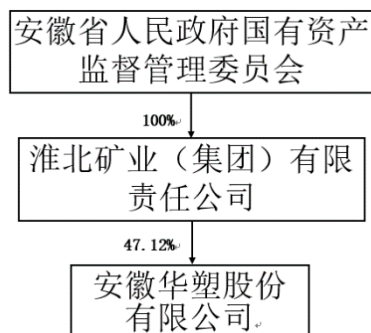 安徽省人民政府国有资产
监督管理委员会
100%
淮北矿业（集团）有限
责任公司
47.12%
安徽华塑股份
有限公司